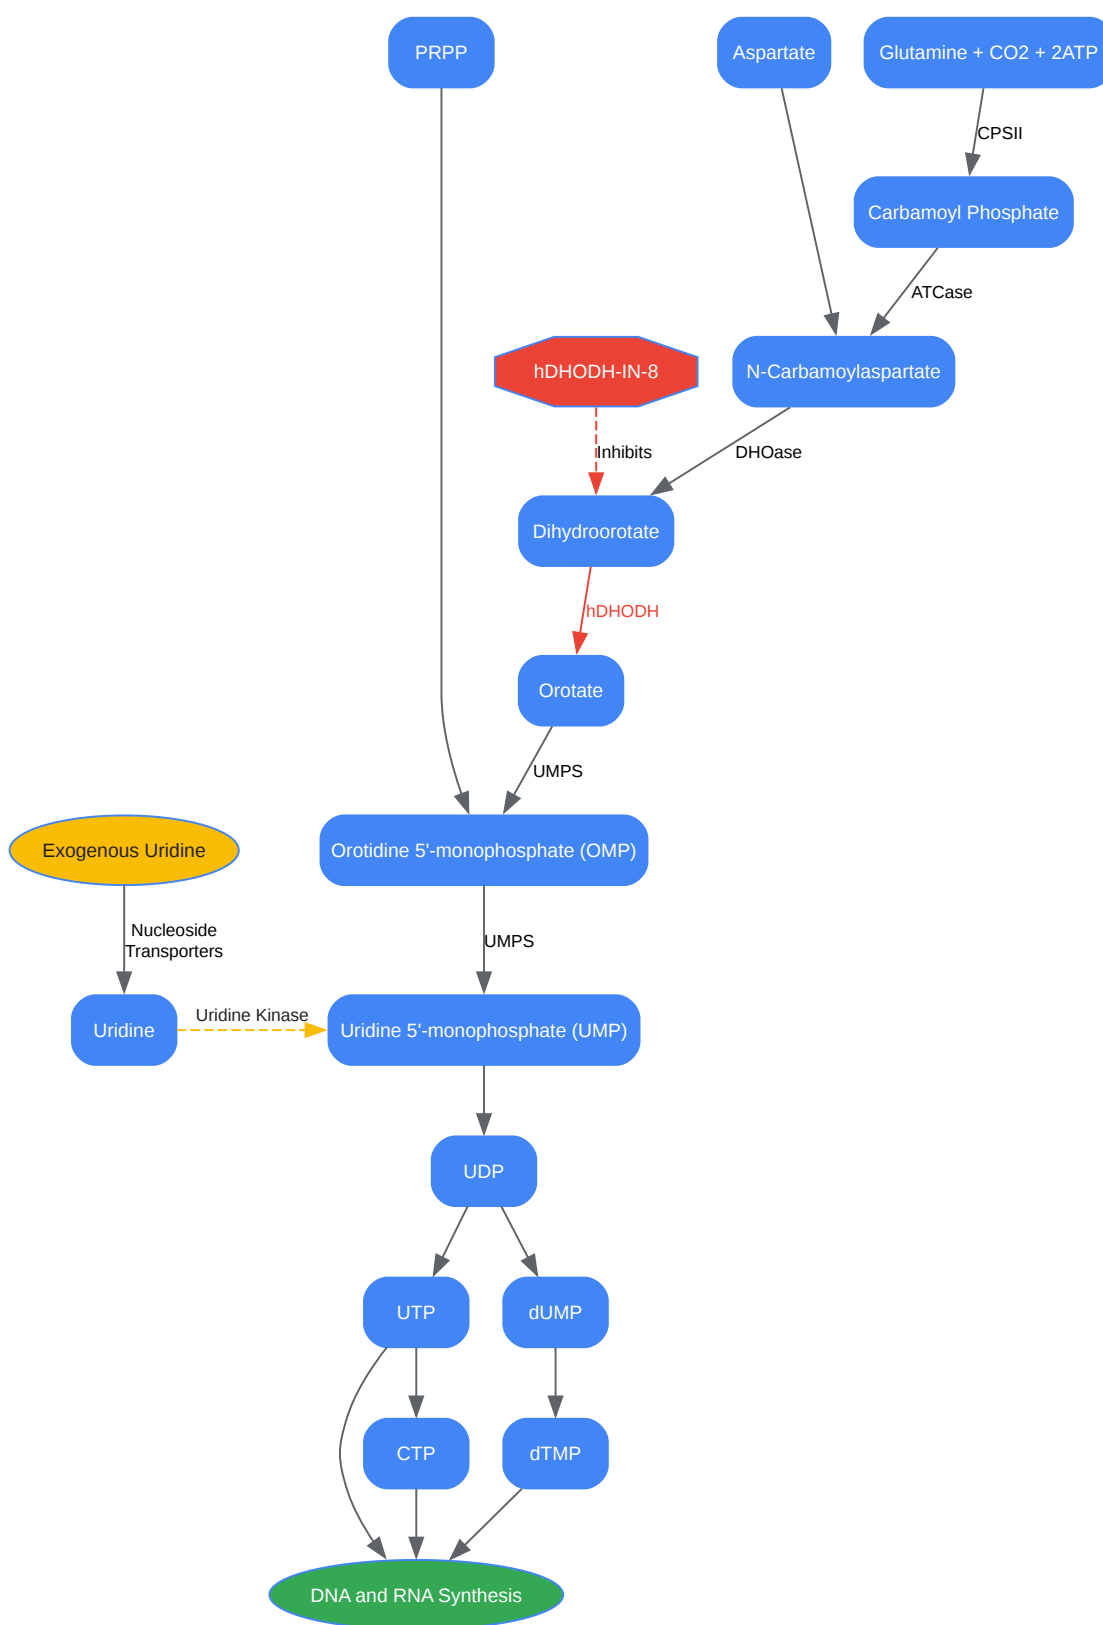 PRPP
Aspartate
Glutamine + CO2 + 2ATP
CPSII
Carbamoyl Phosphate
ATCase
hDHODH-IN-8
N-Carbamoylaspartate
Inhibits
DHOase
Dihydroorotate
hDHODH
Orotate
UMPS
Exogenous Uridine
Orotidine 5'-monophosphate (OMP)
Nucleoside
Transporters
UMPS
Uridine
Uridine Kinase
Uridine 5'-monophosphate (UMP)
UDP
UTP
dUMP
CTP
dTMP
DNA and RNA Synthesis